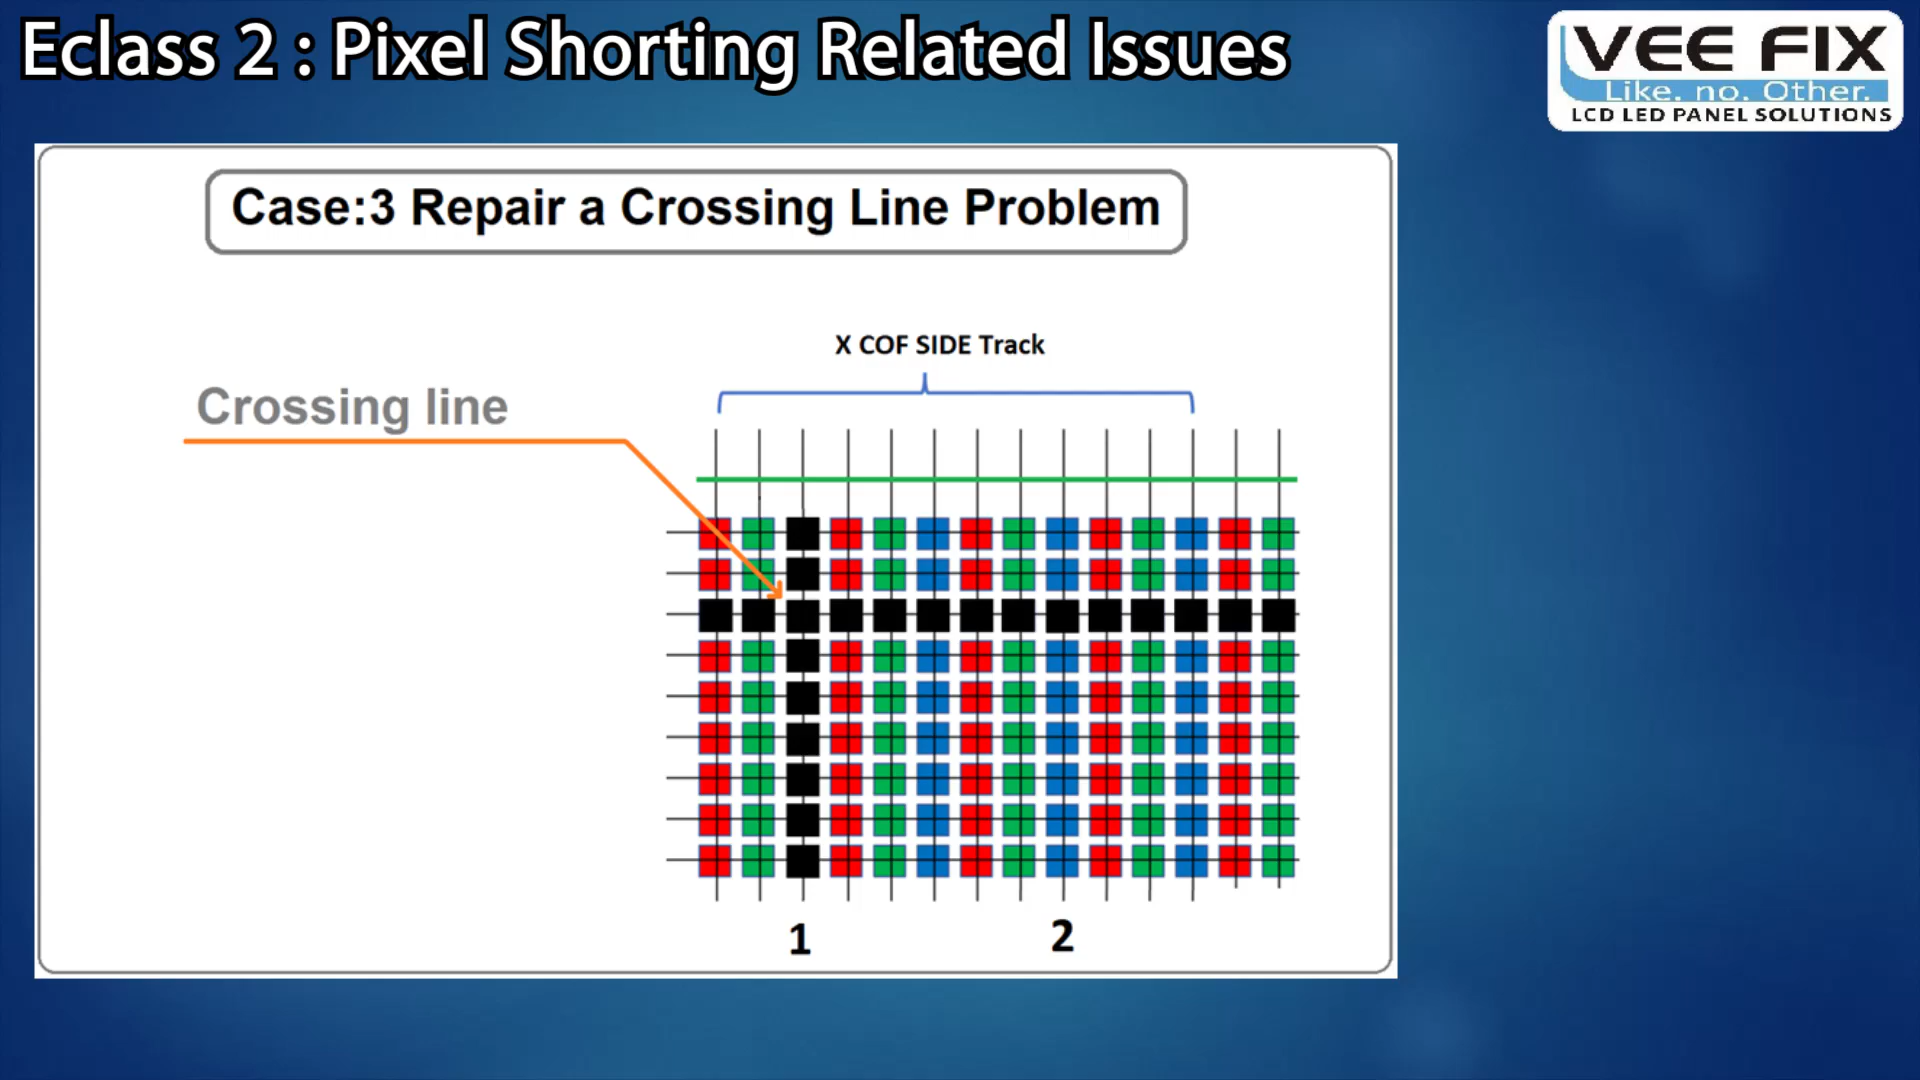 Eclass 2 : Pixel Shorting Related Issues
VEE FIX
Like. no. Other.
LCD LED PANEL SOLUTIONS
Case:3 Repair a Crossing Line Problem
X COF SIDE Track
Crossing line
1 2